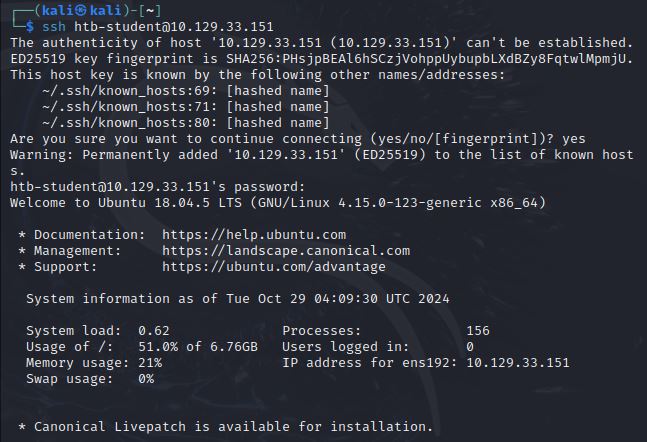 ┌──(kali㉿kali)-[~]
└─$ ssh htb-student@10.129.33.151
The authenticity of host '10.129.33.151 (10.129.33.151)' can't be established.
ED25519 key fingerprint is SHA256:PHsjpBEAl6hSCzjVohppUybupbLXdBZy8FqtwlMpmjU.
This host key is known by the following other names/addresses:
    ~/.ssh/known_hosts:69: [hashed name]
    ~/.ssh/known_hosts:71: [hashed name]
    ~/.ssh/known_hosts:80: [hashed name]
Are you sure you want to continue connecting (yes/no/[fingerprint])? yes
Warning: Permanently added '10.129.33.151' (ED25519) to the list of known host
s.
htb-student@10.129.33.151's password:
Welcome to Ubuntu 18.04.5 LTS (GNU/Linux 4.15.0-123-generic x86_64)
 * Documentation:  https://help.ubuntu.com
 * Management:     https://landscape.canonical.com
 * Support:        https://ubuntu.com/advantage
  System information as of Tue Oct 29 04:09:30 UTC 2024
  System load:  0.62              Processes:             156
  Usage of /:   51.0% of 6.76GB   Users logged in:       0
  Memory usage: 21%               IP address for ens192: 10.129.33.151
  Swap usage:   0%
 * Canonical Livepatch is available for installation.